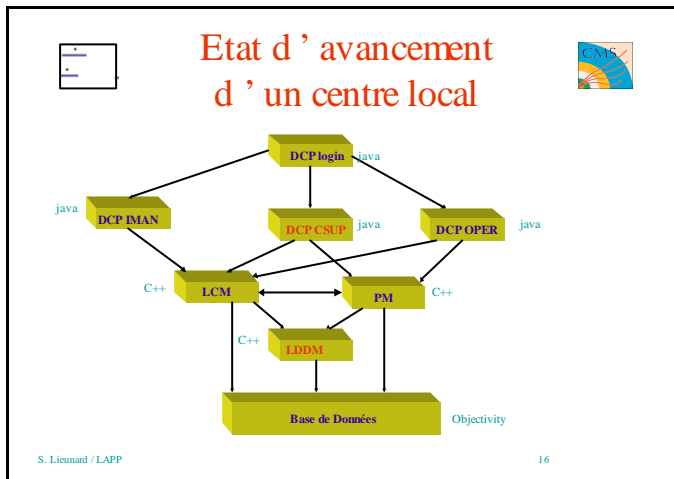 Etat d ’ avancement
d ’ un centre local
CMS
DCP login
java
java
DCP IMAN
DCP CSUP
java
DCP OPER
java
C++
LCM
PM
C++
C++
LDDM
Base de Données
Objectivity
S. Lieunard / LAPP
16